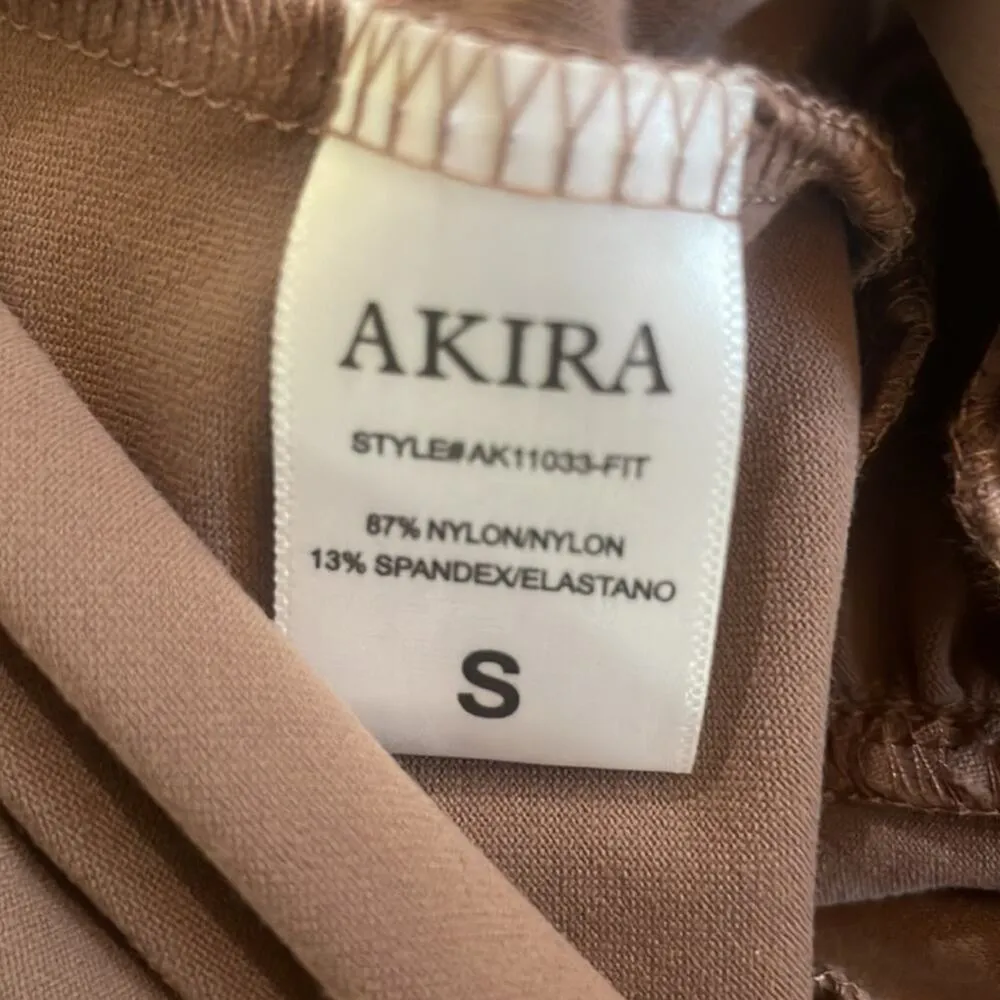 AKIRA
STYLE# AK11033-FIT
87% NYLON/NYLON
13% SPANDEX/ELASTANO
S